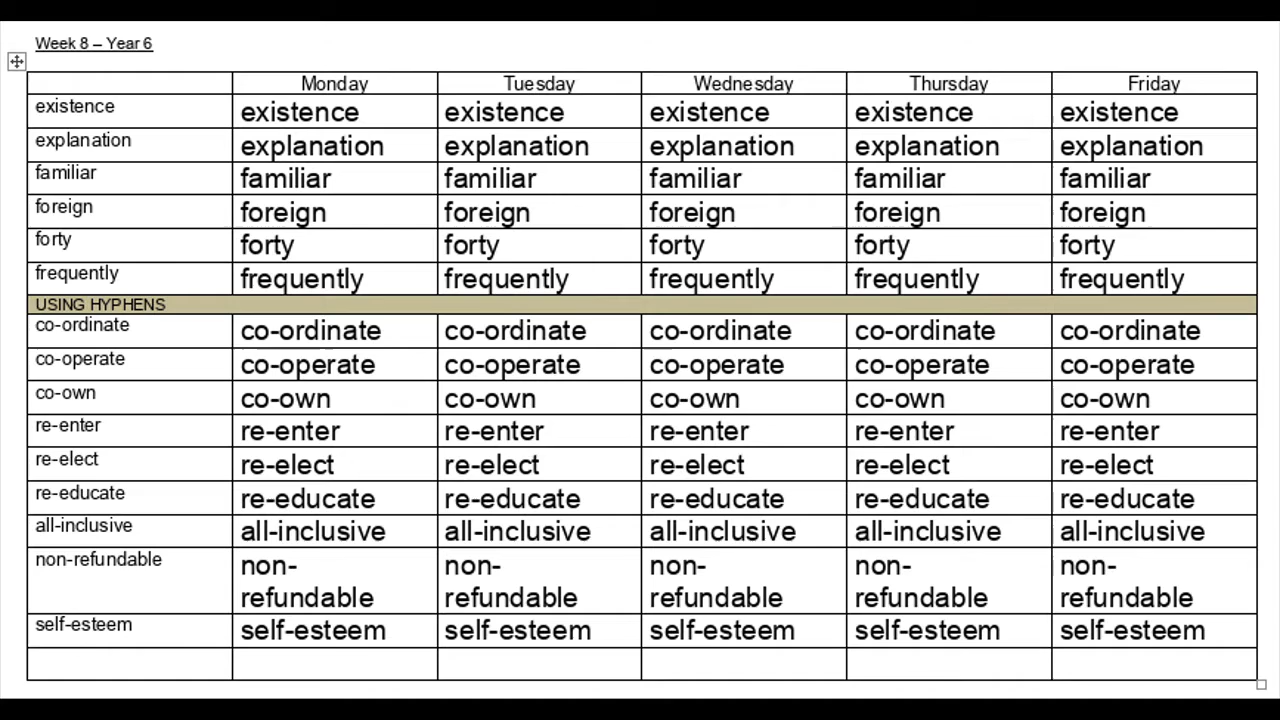 Week 8 – Year 6
Monday Tuesday Wednesday Thursday Friday
existence existence existence existence existence existence
explanation explanation explanation explanation explanation explanation
familiar familiar familiar familiar familiar familiar
foreign foreign foreign foreign foreign foreign
forty forty forty forty forty forty
frequently frequently frequently frequently frequently frequently
USING HYPHENS
co-ordinate co-ordinate co-ordinate co-ordinate co-ordinate co-ordinate
co-operate co-operate co-operate co-operate co-operate co-operate
co-own co-own co-own co-own co-own co-own
re-enter re-enter re-enter re-enter re-enter re-enter
re-elect re-elect re-elect re-elect re-elect re-elect
re-educate re-educate re-educate re-educate re-educate re-educate
all-inclusive all-inclusive all-inclusive all-inclusive all-inclusive all-inclusive
non-refundable non- non- non- non- non-
refundable refundable refundable refundable refundable
self-esteem self-esteem self-esteem self-esteem self-esteem self-esteem